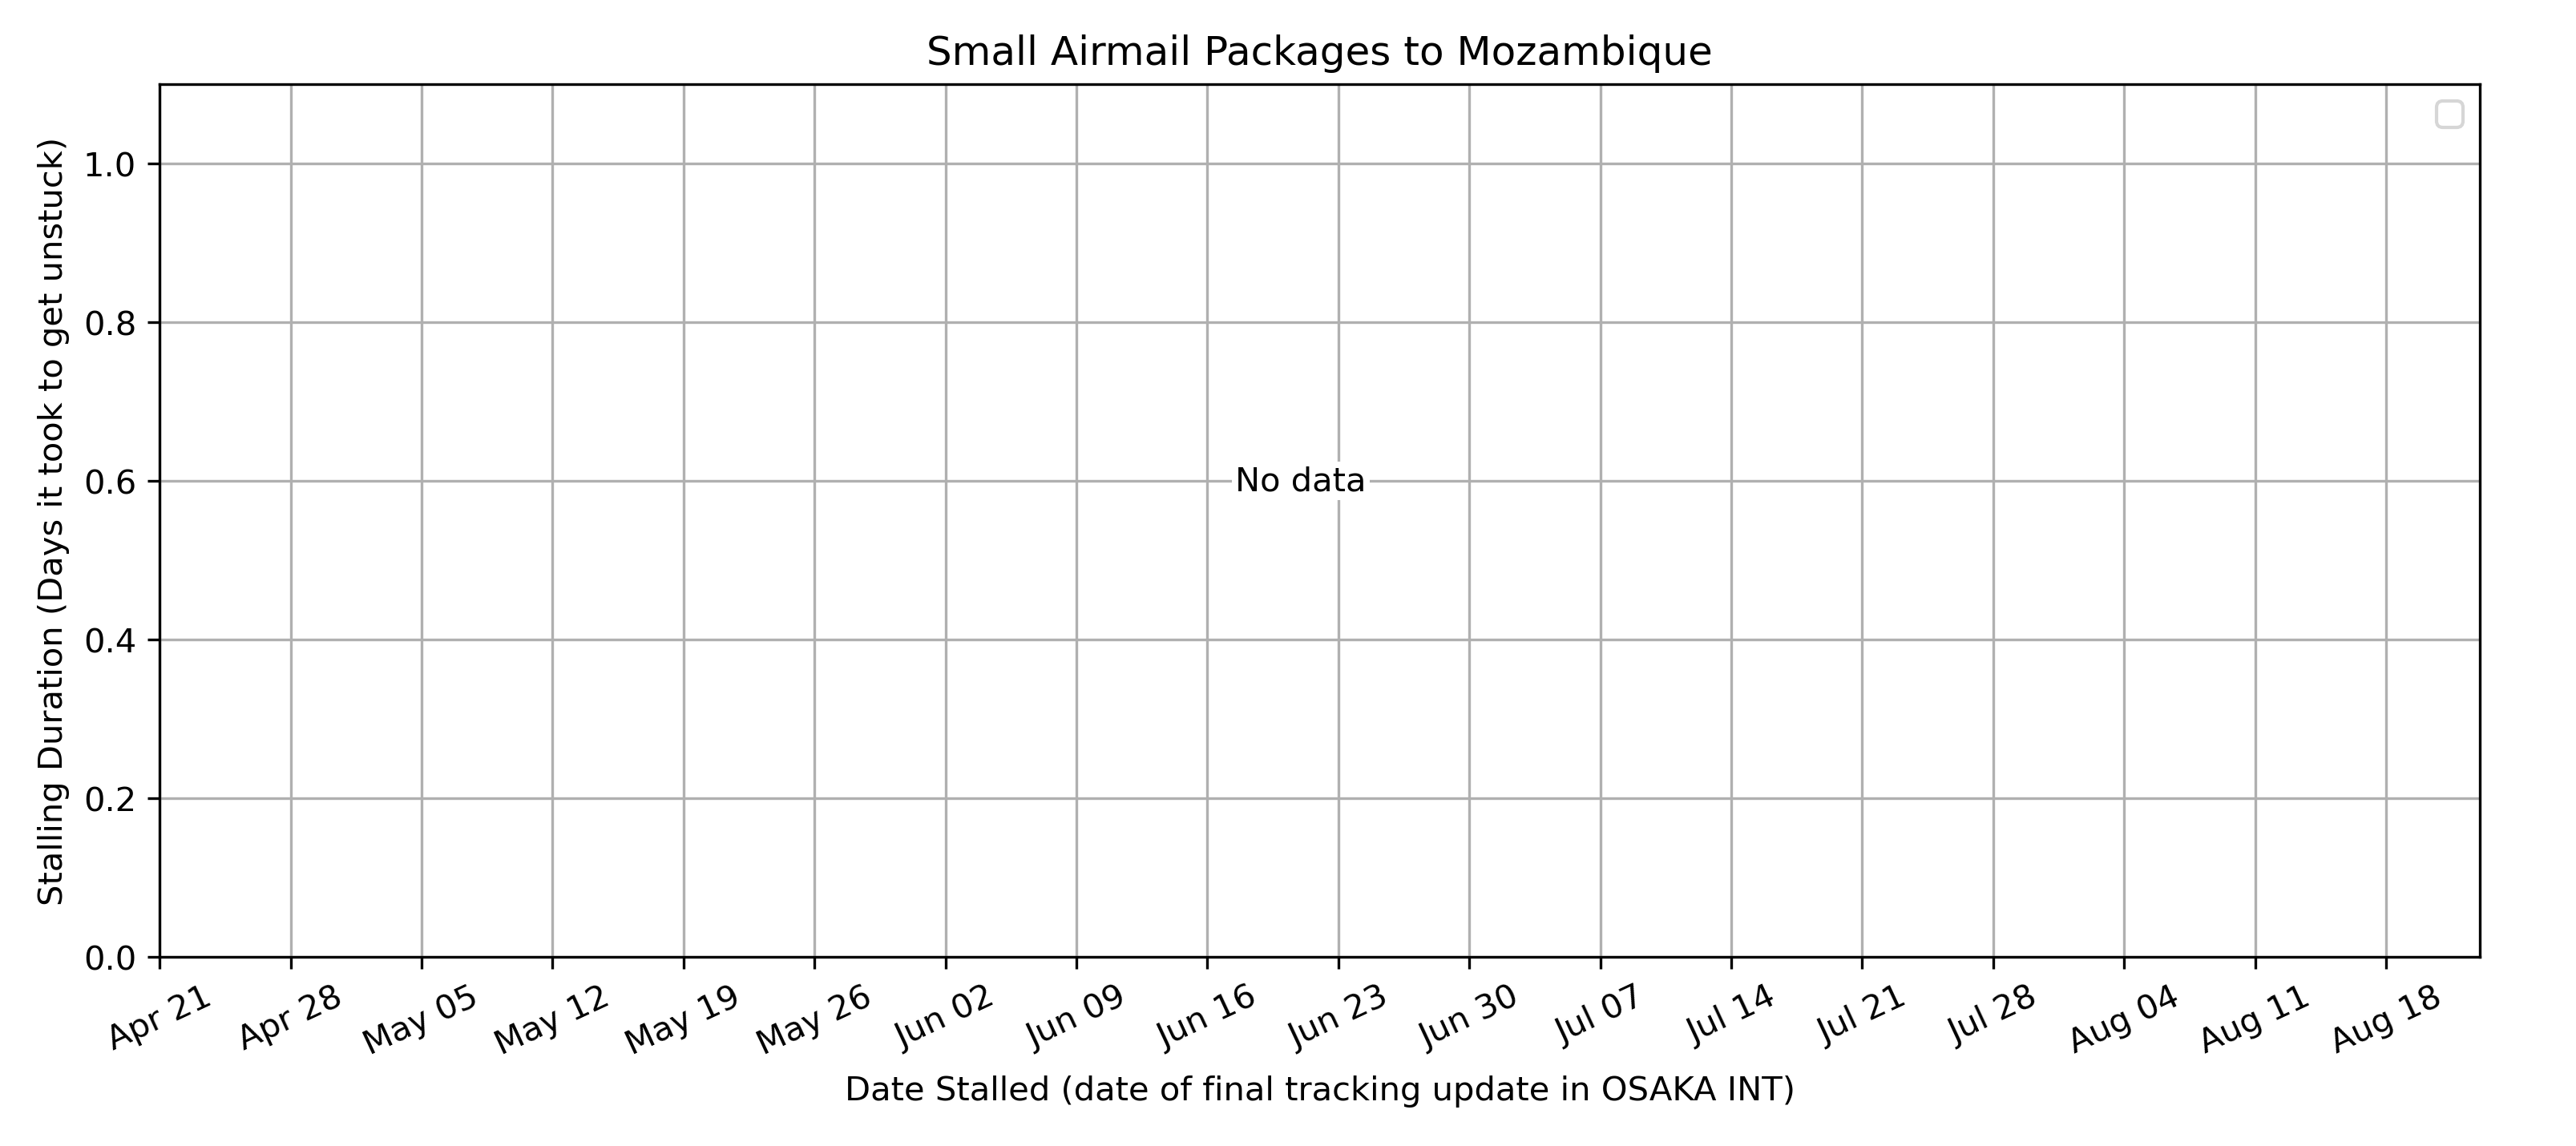 Small Airmail Packages to Mozambique
Stalling Duration (Days it took to get unstuck)
1.0
0.8
0.6
0.4
0.2
0.0
No data
Apr 21 Apr 28 May 05 May 12 May 19 May 26 Jun 02 Jun 09 Jun 16 Jun 23 Jun 30 Jul 07 Jul 14 Jul 21 Jul 28 Aug 04 Aug 11 Aug 18
Date Stalled (date of final tracking update in OSAKA INT)